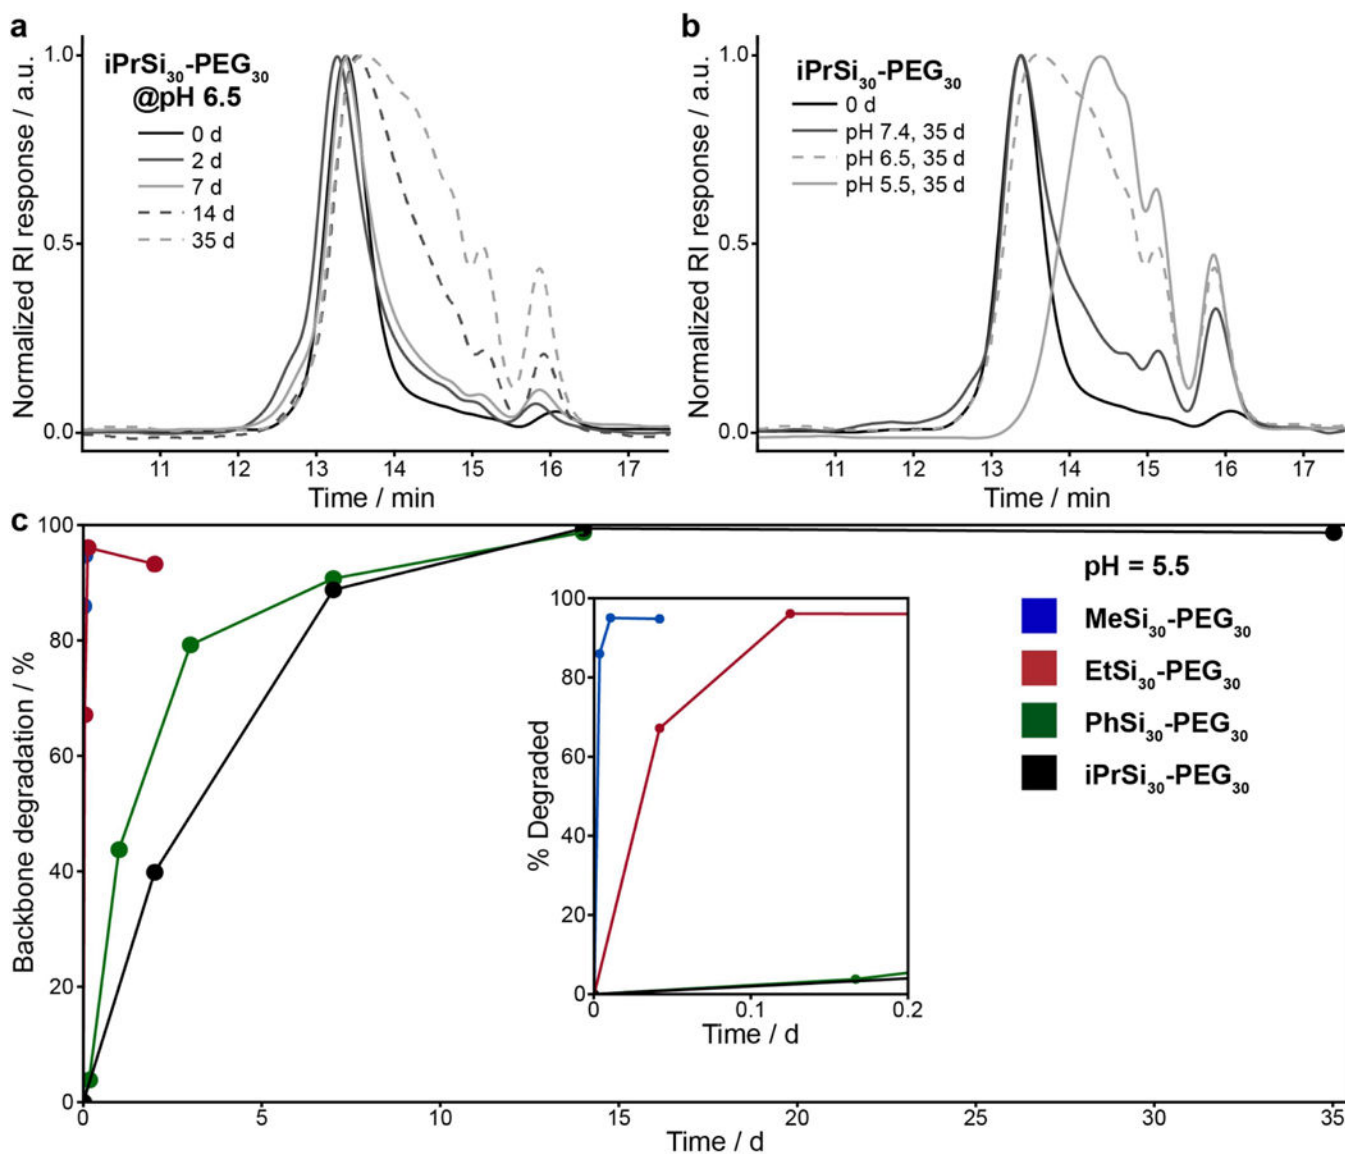 a
iPrSi₃₀-PEG₃₀
@pH 6.5
0 d
2 d
7 d
14 d
35 d
1.0
0.5
0.0
Normalized RI response / a.u.
11 12 13 14 15 16 17
Time / min
b
iPrSi₃₀-PEG₃₀
0 d
pH 7.4, 35 d
pH 6.5, 35 d
pH 5.5, 35 d
1.0
0.5
0.0
Normalized RI response / a.u.
11 12 13 14 15 16 17
Time / min
c
100
80
60
40
20
0
Backbone degradation / %
0 5 10 15 20 25 30 35
Time / d
100
80
60
40
20
0
% Degraded
0 0.1 0.2
Time / d
pH = 5.5
MeSi₃₀-PEG₃₀
EtSi₃₀-PEG₃₀
PhSi₃₀-PEG₃₀
iPrSi₃₀-PEG₃₀